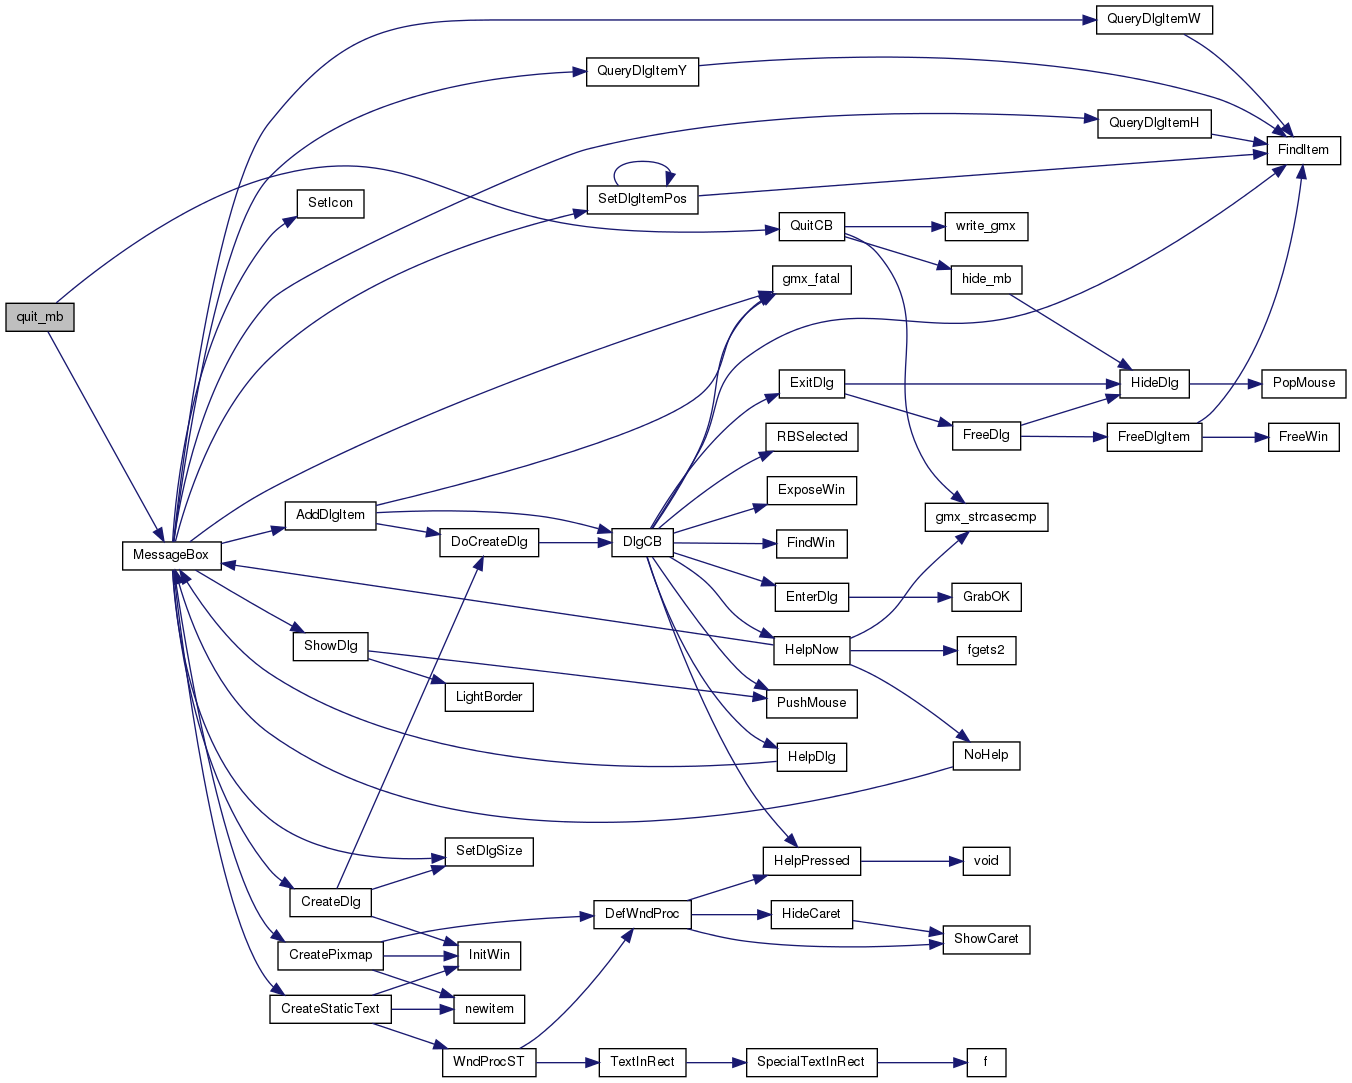 QueryDlgItemW
QueryDlgItemY
QueryDlgItemH
FindItem
SetIcon
SetDlgItemPos
QuitCB
write_gmx
gmx_fatal
hide_mb
quit_mb
ExitDlg
HideDlg
PopMouse
RBSelected
FreeDlg
FreeDlgItem
FreeWin
ExposeWin
AddDlgItem
gmx_strcasecmp
MessageBox
DoCreateDlg
DlgCB
FindWin
EnterDlg
GrabOK
ShowDlg
HelpNow
fgets2
LightBorder
PushMouse
HelpDlg
NoHelp
SetDlgSize
HelpPressed
void
CreateDlg
DefWndProc
HideCaret
CreatePixmap
InitWin
ShowCaret
CreateStaticText
newitem
WndProcST
TextInRect
SpecialTextInRect
f